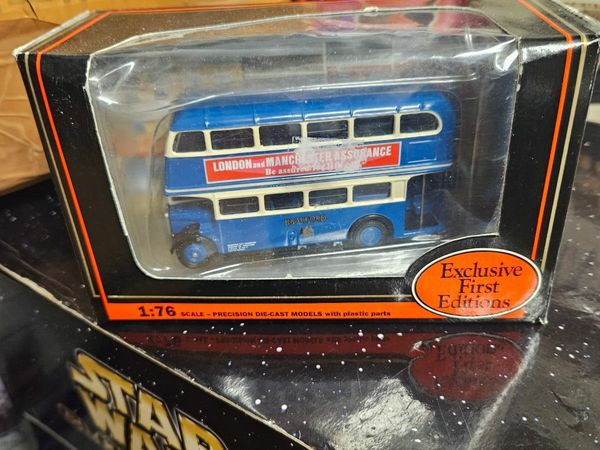 LONDON and MANCHESTER ASSURANCE
Be assured
BRADFORD
Exclusive
First
Editions
1:76 SCALE – PRECISION DIE-CAST MODELS with plastic parts
STAR
WA